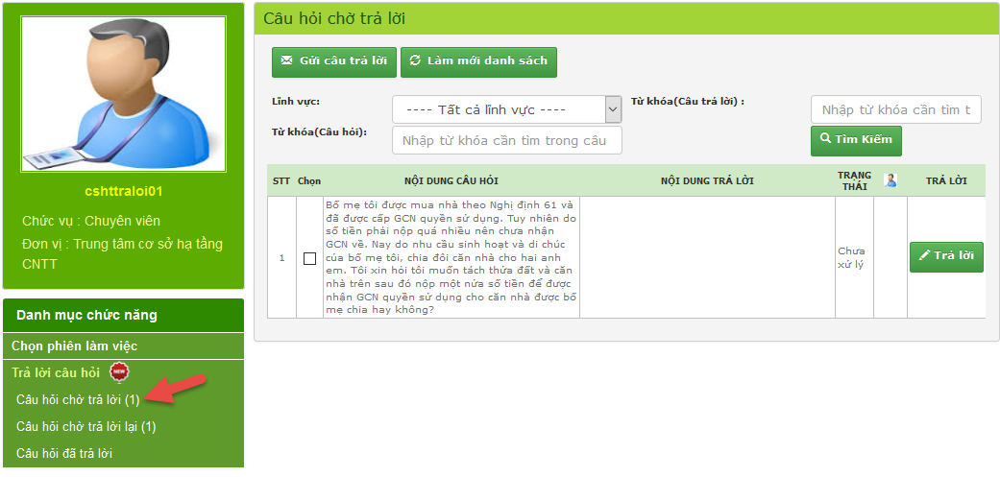 cshttraloi01
Chức vụ : Chuyên viên
Đơn vị : Trung tâm cơ sở hạ tầng
CNTT
Danh mục chức năng
Chọn phiên làm việc
Trả lời câu hỏi NEW
Câu hỏi chờ trả lời (1)
Câu hỏi chờ trả lời lại (1)
Câu hỏi đã trả lời
Câu hỏi chờ trả lời
Gửi câu trả lời Làm mới danh sách
Lĩnh vực: ---- Tất cả lĩnh vực ---- Từ khóa(Câu trả lời) : Nhập từ khóa cần tìm t
Từ khóa(Câu hỏi): Nhập từ khóa cần tìm trong câu Tìm Kiếm
STT Chọn NỘI DUNG CÂU HỎI NỘI DUNG TRẢ LỜI TRẠNG THÁI TRẢ LỜI
Bố mẹ tôi được mua nhà theo Nghị định 61 và
đã được cấp GCN quyền sử dụng. Tuy nhiên do
số tiền phải nộp quá nhiều nên chưa nhận
GCN về. Nay do nhu cầu sinh hoạt và di chúc
1 của bố mẹ tôi, chia đôi căn nhà cho hai anh Chưa xử lý Trả lời
em. Tôi xin hỏi tôi muốn tách thửa đất và căn
nhà trên sau đó nộp một nửa số tiền để được
nhận GCN quyền sử dụng cho căn nhà được bố
mẹ chia hay không?